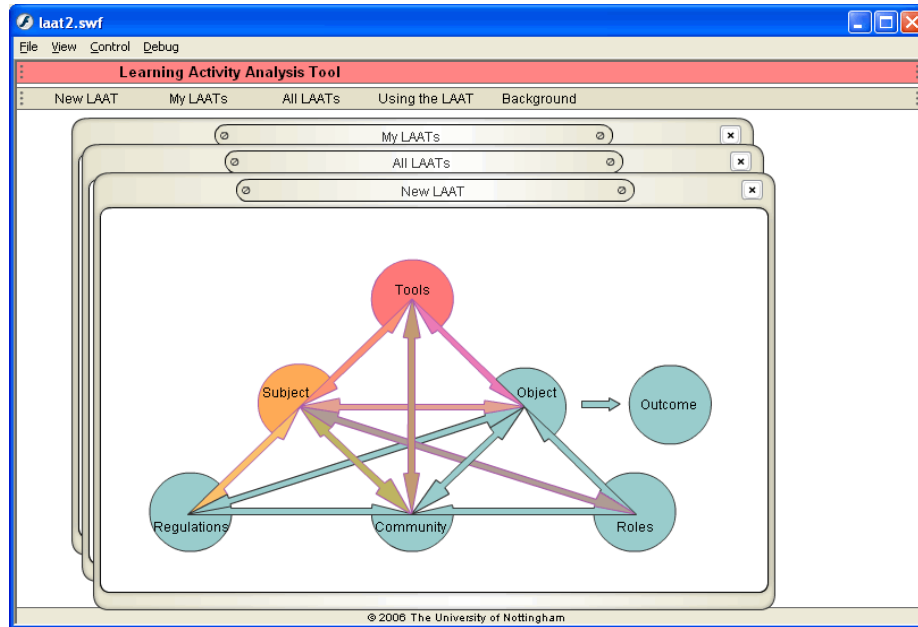 laat2.swf
File View Control Debug
Learning Activity Analysis Tool
New LAAT My LAATs All LAATs Using the LAAT Background
My LAATs
All LAATs
New LAAT
Tools
Subject Object
Outcome
Regulations Community Roles
© 2006 The University of Nottingham